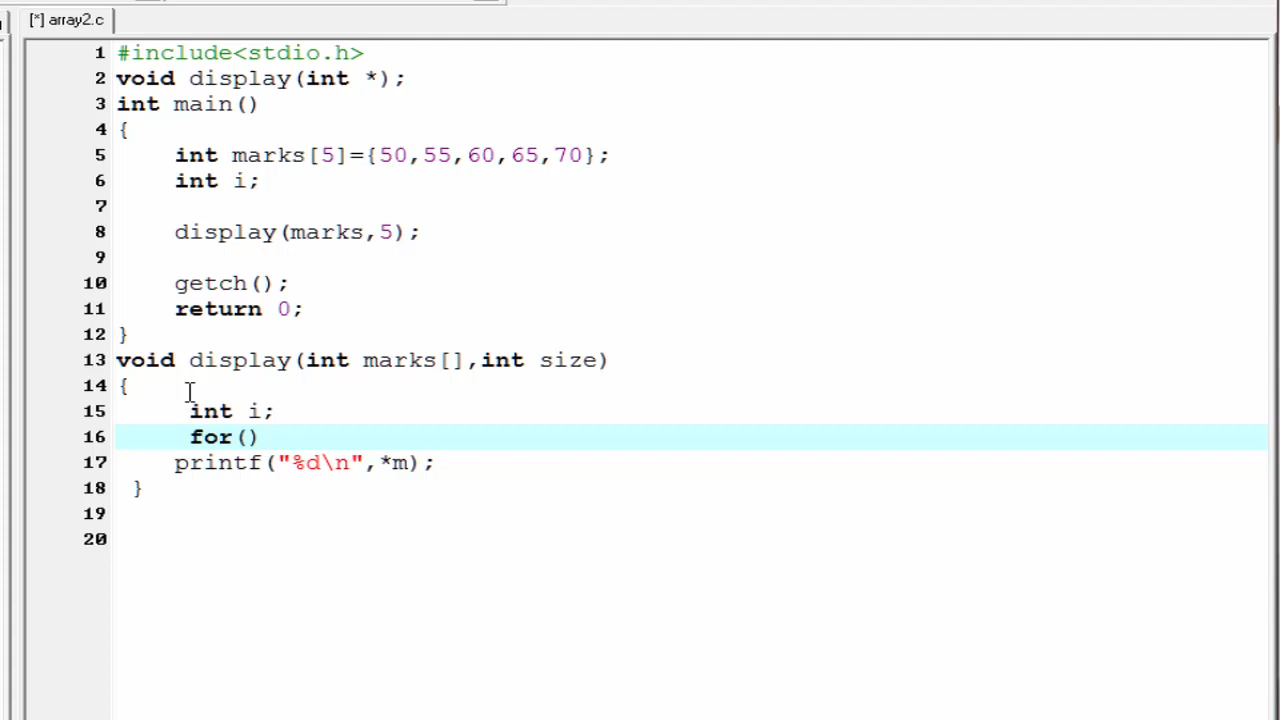 [*] array2.c
1 #include<stdio.h>
2 void display(int *);
3 int main()
4 {
5 int marks[5]={50,55,60,65,70};
6 int i;
7
8 display(marks,5);
9
10 getch();
11 return 0;
12 }
13 void display(int marks[],int size)
14 {
15 int i;
16 for()
17 printf("%d\n",*m);
18 }
19
20